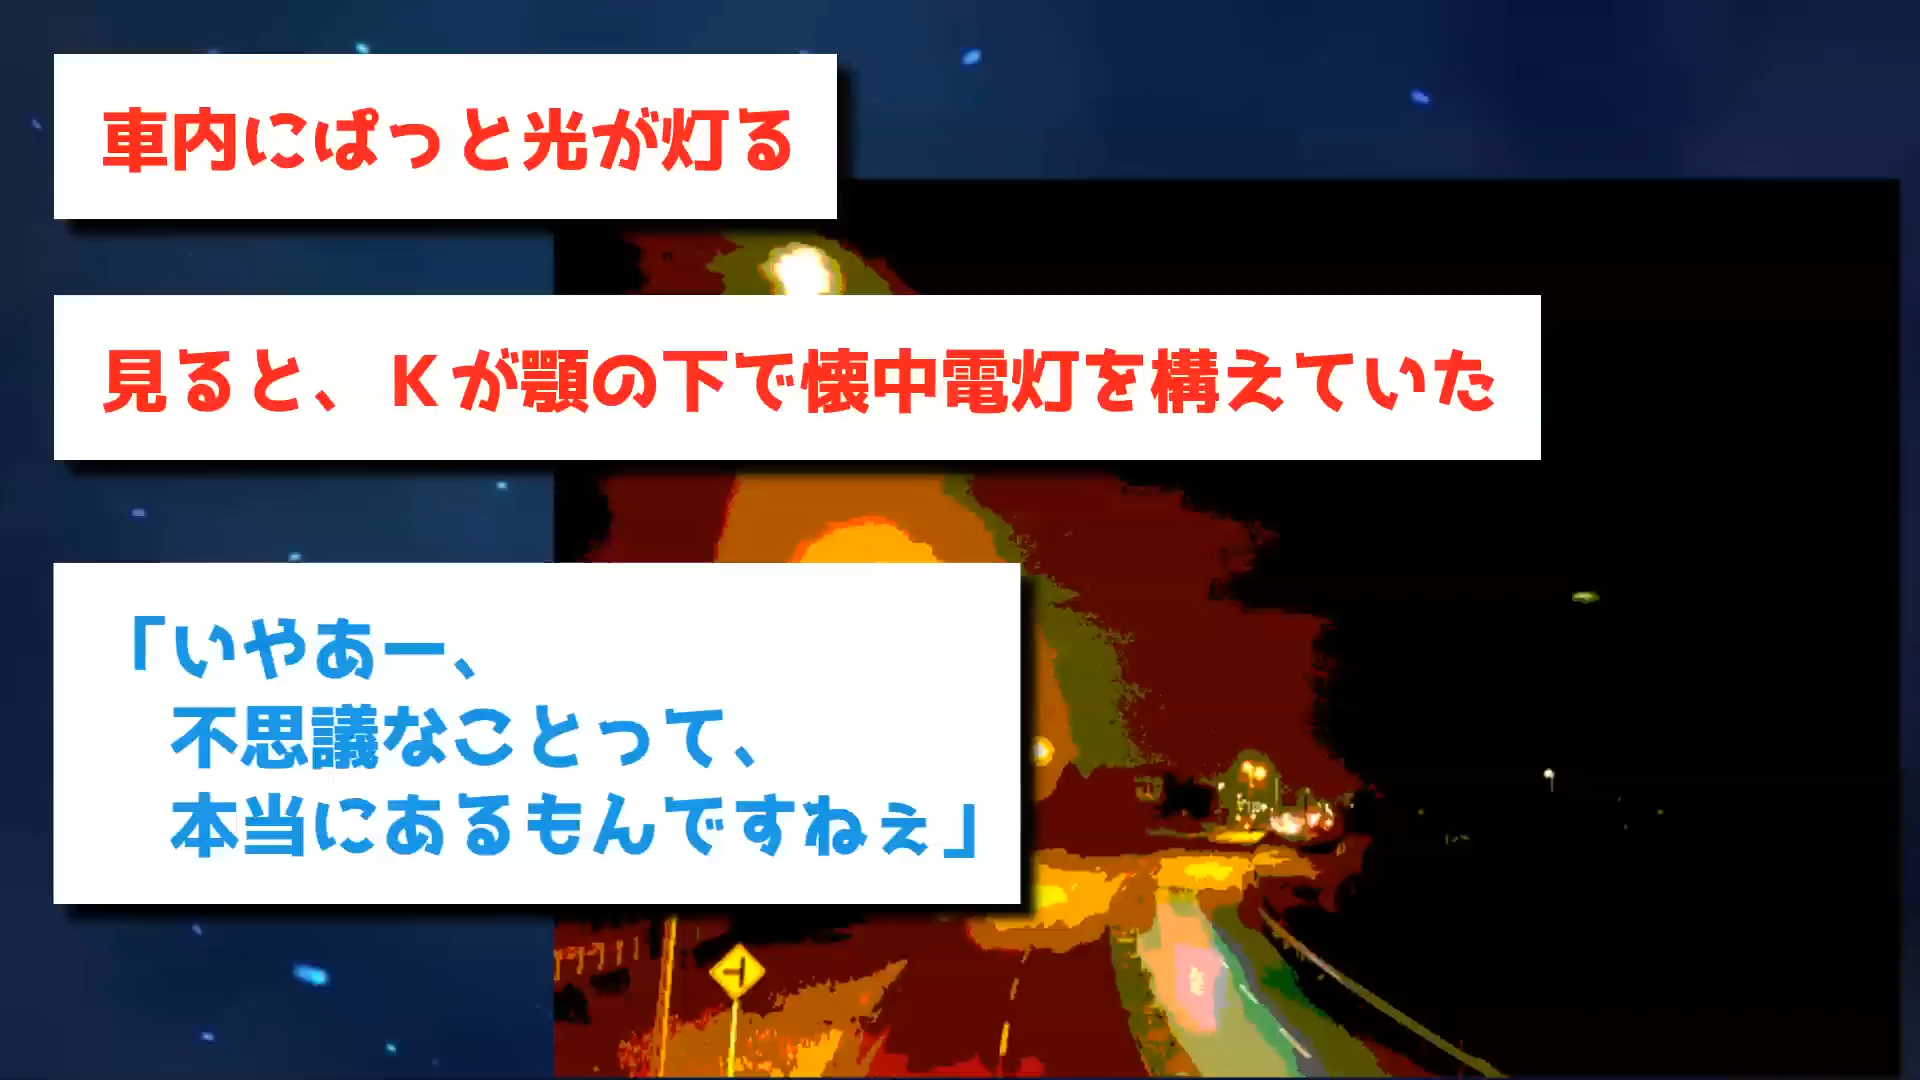 車内にぱっと光が灯る
見ると、Kが顎の下で懐中電灯を構えていた
「いやあー、
不思議なことって、
本当にあるもんですねぇ」